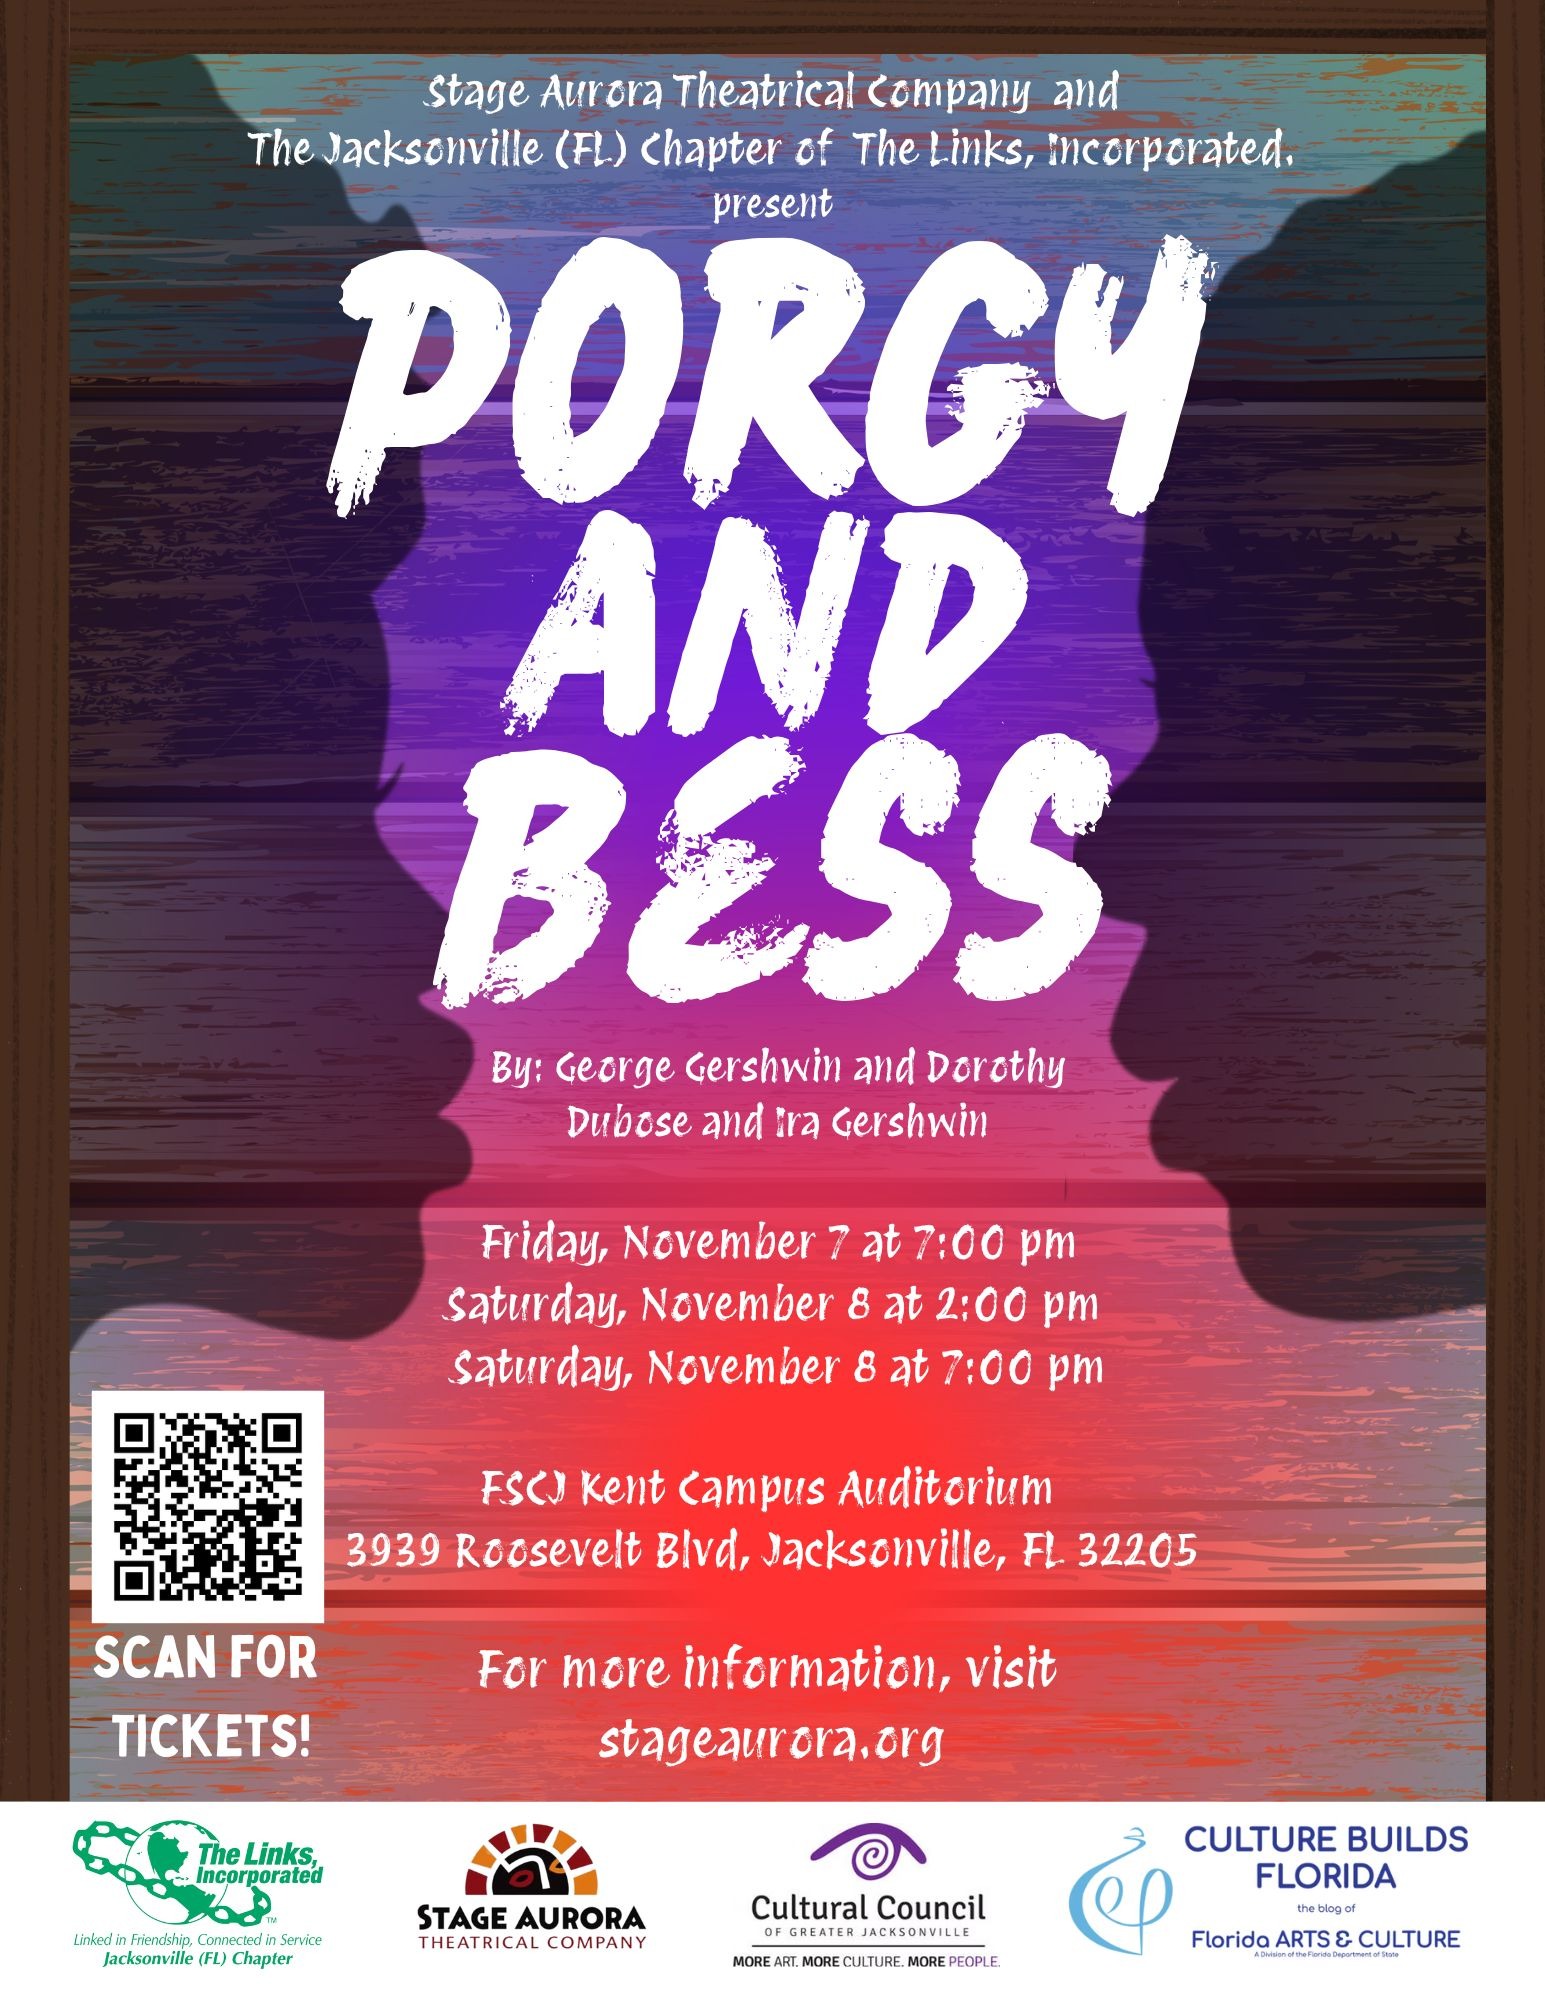 Stage Aurora Theatrical Company and
The Jacksonville (FL) Chapter of The Links, Incorporated.
present
PORGY
AND
BESS
By: George Gershwin and Dorothy
Dubose and Ira Gershwin
Friday, November 7 at 7:00 pm
Saturday, November 8 at 2:00 pm
Saturday, November 8 at 7:00 pm
FSCJ Kent Campus Auditorium
3939 Roosevelt Blvd, Jacksonville, FL 32205
SCAN FOR
TICKETS!
For more information, visit
stageaurora.org
The Links,
Incorporated
TM
Linked in Friendship, Connected in Service
Jacksonville (FL) Chapter
STAGE AURORA
THEATRICAL COMPANY
Cultural Council
OF GREATER JACKSONVILLE
MORE ART. MORE CULTURE. MORE PEOPLE.
CULTURE BUILDS
FLORIDA
the blog of
Florida ARTS & CULTURE
A Division of the Florida Department of State